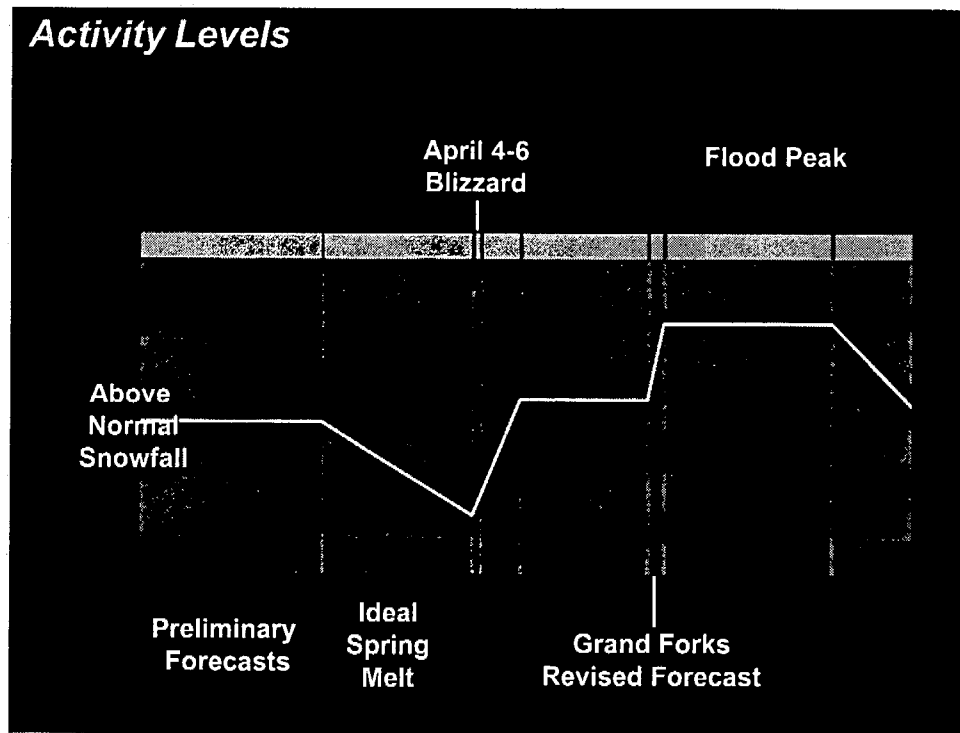 Activity Levels
April 4-6
Blizzard
Flood Peak
Above
Normal
Snowfall
Preliminary
Forecasts
Ideal
Spring
Melt
Grand Forks
Revised Forecast